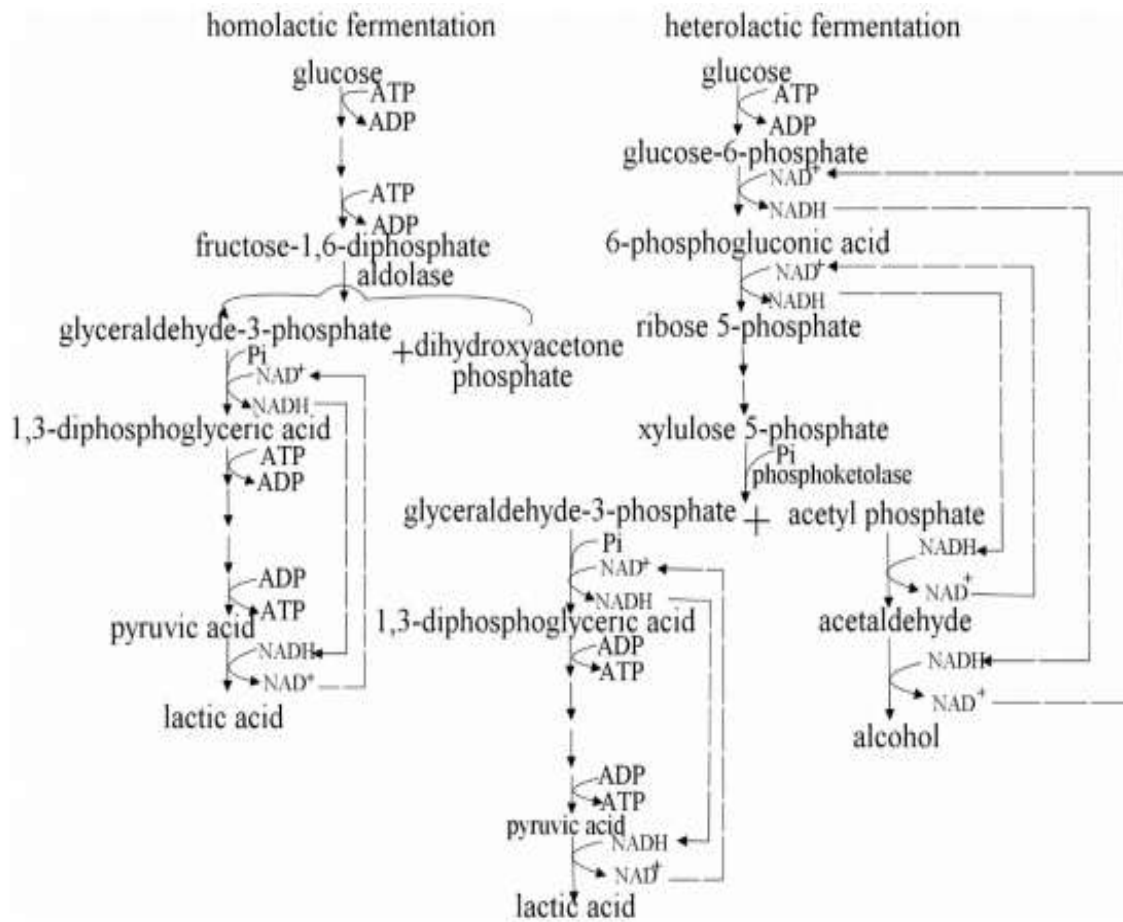 homolactic fermentation
glucose
ATP
ADP
ATP
ADP
fructose-1,6-diphosphate
aldolase
glyceraldehyde-3-phosphate
+ dihydroxyacetone
phosphate
Pi
NAD+
NADH
1,3-diphosphoglyceric acid
ATP
ADP
ADP
ATP
pyruvic acid
NADH
NAD+
lactic acid
heterolactic fermentation
glucose
ATP
ADP
glucose-6-phosphate
NAD+
NADH
6-phosphogluconic acid
NAD+
NADH
ribose 5-phosphate
xylulose 5-phosphate
Pi
phosphoketolase
glyceraldehyde-3-phosphate + acetyl phosphate
Pi
NAD+
NADH
1,3-diphosphoglyceric acid
ADP
ATP
ADP
ATP
pyruvic acid
NADH
NAD+
lactic acid
NADH
NAD+
acetaldehyde
NADH
NAD+
alcohol